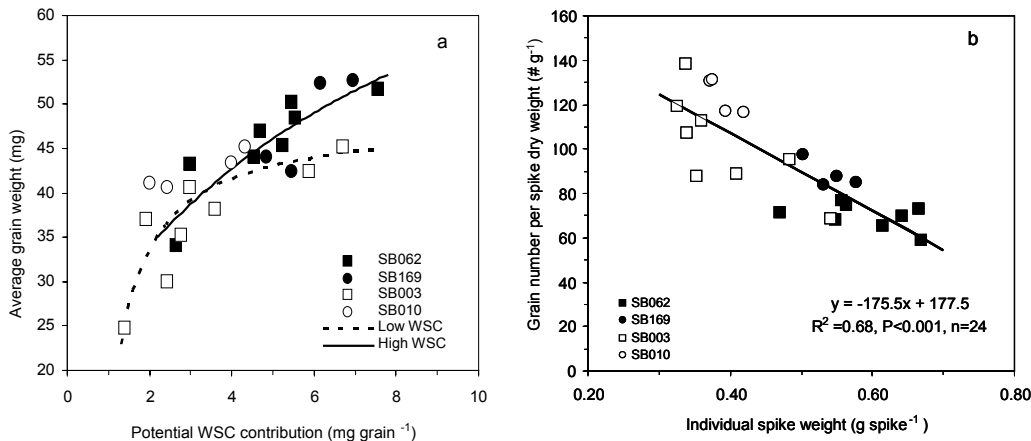 a
Average grain weight (mg)
60
55
50
45
40
35
30
25
20
SB062
SB169
SB003
SB010
Low WSC
High WSC
0 2 4 6 8 10
Potential WSC contribution (mg grain ⁻¹)
b
Grain number per spike dry weight (# g⁻¹)
160
140
120
100
80
60
40
20
0
SB062
SB169
SB003
SB010
y = -175.5x + 177.5
R² =0.68, P<0.001, n=24
0.20 0.40 0.60 0.80
Individual spike weight (g spike⁻¹)